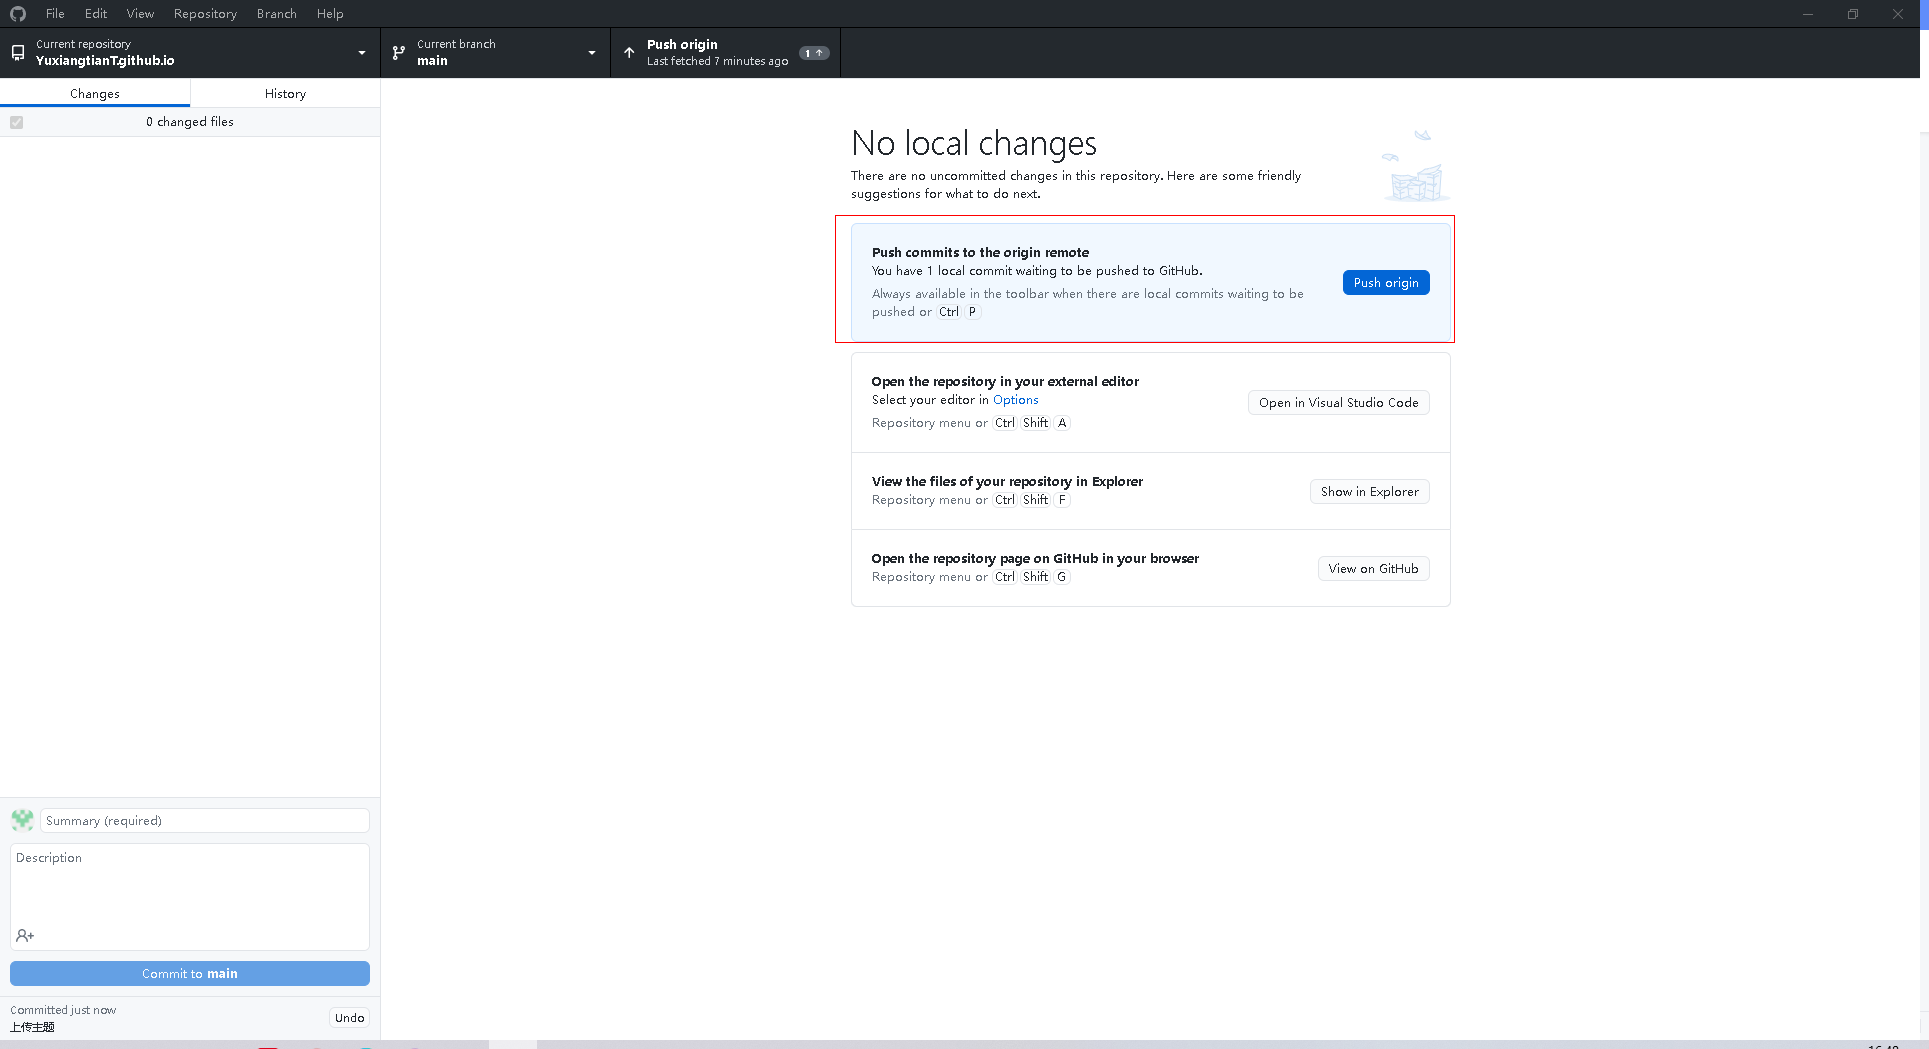 File Edit View Repository Branch Help
Current repository
YuxiangtianT.github.io
Current branch
main
Push origin
Last fetched 7 minutes ago
1
Changes
History
0 changed files
No local changes
There are no uncommitted changes in this repository. Here are some friendly
suggestions for what to do next.
Push commits to the origin remote
You have 1 local commit waiting to be pushed to GitHub.
Always available in the toolbar when there are local commits waiting to be
pushed or Ctrl P
Push origin
Open the repository in your external editor
Select your editor in Options
Repository menu or Ctrl Shift A
Open in Visual Studio Code
View the files of your repository in Explorer
Repository menu or Ctrl Shift F
Show in Explorer
Open the repository page on GitHub in your browser
Repository menu or Ctrl Shift G
View on GitHub
Summary (required)
Description
Commit to main
Committed just now
上传主题
Undo